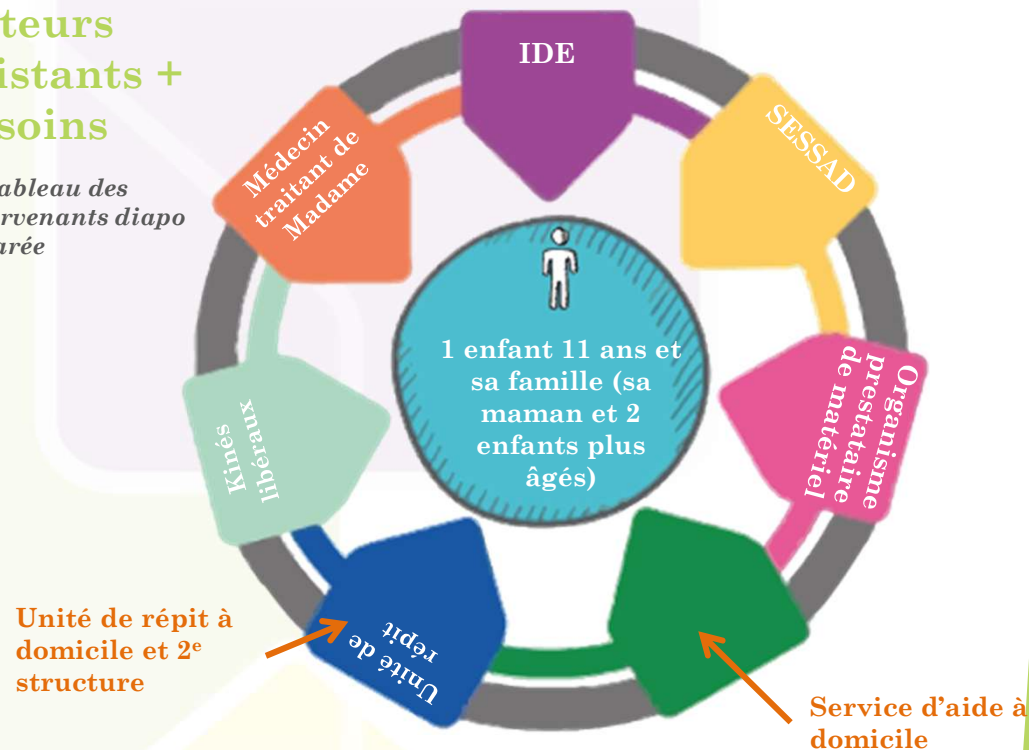 teurs
istants +
soins
ableau des
rvenants diapo
arée
IDE
SESSAD
Médecin
traitant de
Madame
1 enfant 11 ans et
sa famille (sa
maman et 2
enfants plus
âgés)
Organisme
prestataire
de matériel
Kinés
libéraux
Unité de
répit
Unité de répit à
domicile et 2e
structure
Service d'aide à
domicile